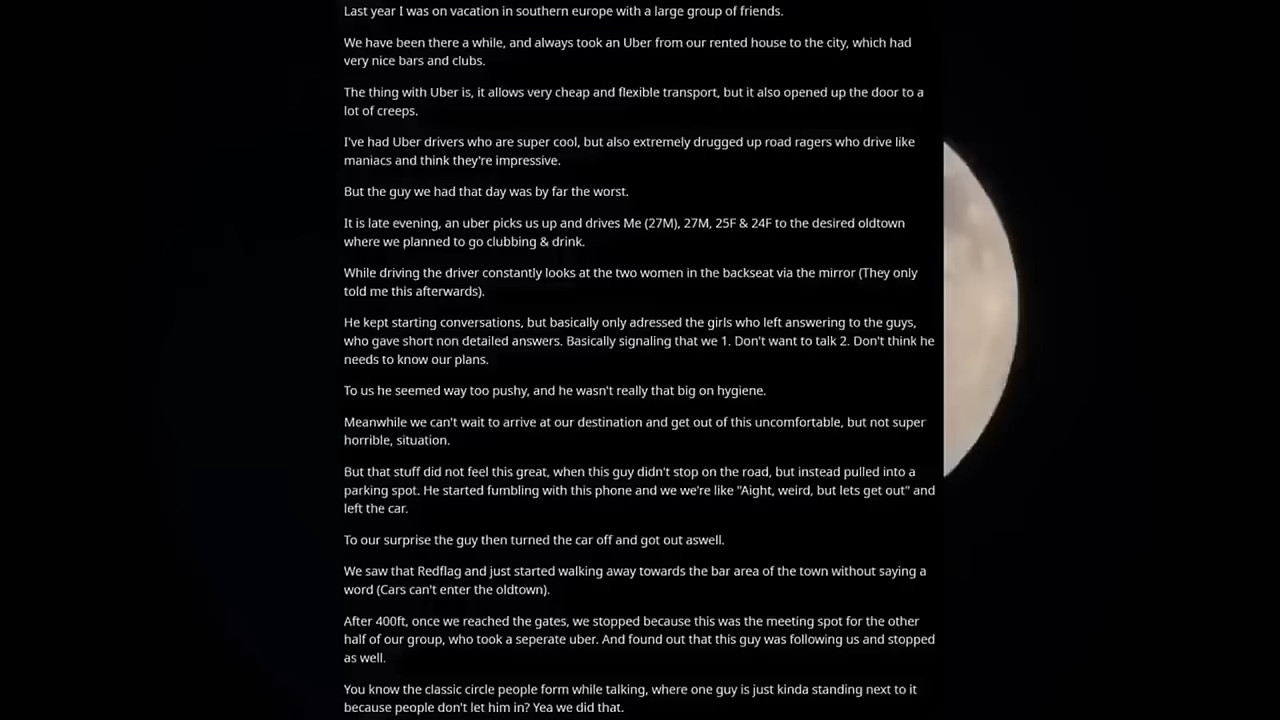 Last year I was on vacation in southern europe with a large group of friends.
We have been there a while, and always took an Uber from our rented house to the city, which had
very nice bars and clubs.
The thing with Uber is, it allows very cheap and flexible transport, but it also opened up the door to a
lot of creeps.
I've had Uber drivers who are super cool, but also extremely drugged up road ragers who drive like
maniacs and think they're impressive.
But the guy we had that day was by far the worst.
It is late evening, an uber picks us up and drives Me (27M), 27M, 25F & 24F to the desired oldtown
where we planned to go clubbing & drink.
While driving the driver constantly looks at the two women in the backseat via the mirror (They only
told me this afterwards).
He kept starting conversations, but basically only adressed the girls who left answering to the guys,
who gave short non detailed answers. Basically signaling that we 1. Don't want to talk 2. Don't think he
needs to know our plans.
To us he seemed way too pushy, and he wasn't really that big on hygiene.
Meanwhile we can't wait to arrive at our destination and get out of this uncomfortable, but not super
horrible, situation.
But that stuff did not feel this great, when this guy didn't stop on the road, but instead pulled into a
parking spot. He started fumbling with this phone and we we're like "Aight, weird, but lets get out" and
left the car.
To our surprise the guy then turned the car off and got out aswell.
We saw that Redflag and just started walking away towards the bar area of the town without saying a
word (Cars can't enter the oldtown).
After 400ft, once we reached the gates, we stopped because this was the meeting spot for the other
half of our group, who took a seperate uber. And found out that this guy was following us and stopped
as well.
You know the classic circle people form while talking, where one guy is just kinda standing next to it
because people don't let him in? Yea we did that.